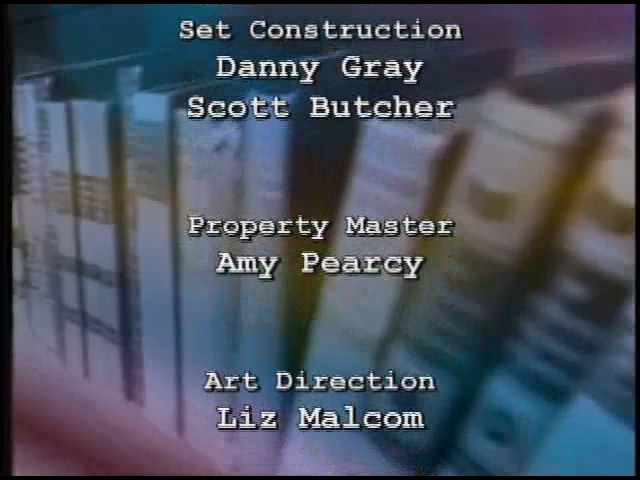 Set Construction
Danny Gray
Scott Butcher
Property Master
Amy Pearcy
Art Direction
Liz Malcom